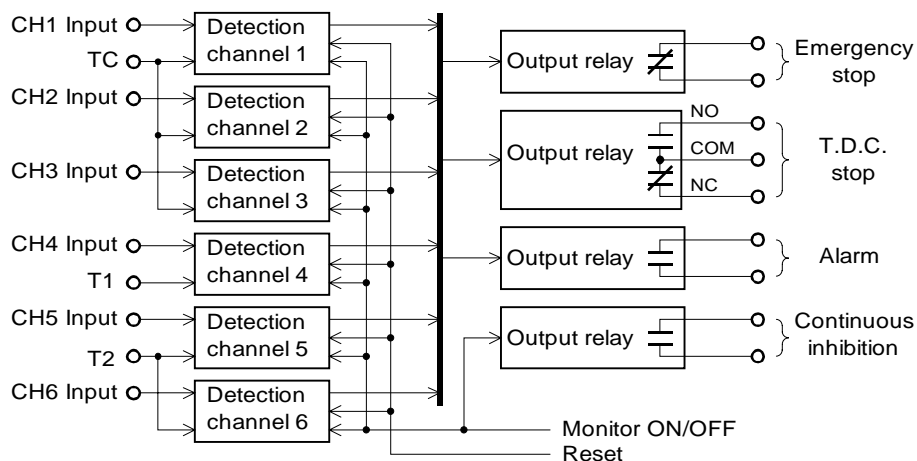 CH1 Input
TC
CH2 Input
CH3 Input
CH4 Input
T1
CH5 Input
T2
CH6 Input
Detection
channel 1
Detection
channel 2
Detection
channel 3
Detection
channel 4
Detection
channel 5
Detection
channel 6
Output relay
Emergency
stop
Output relay
NO
COM
NC
T.D.C.
stop
Output relay
Alarm
Output relay
Continuous
inhibition
Monitor ON/OFF
Reset